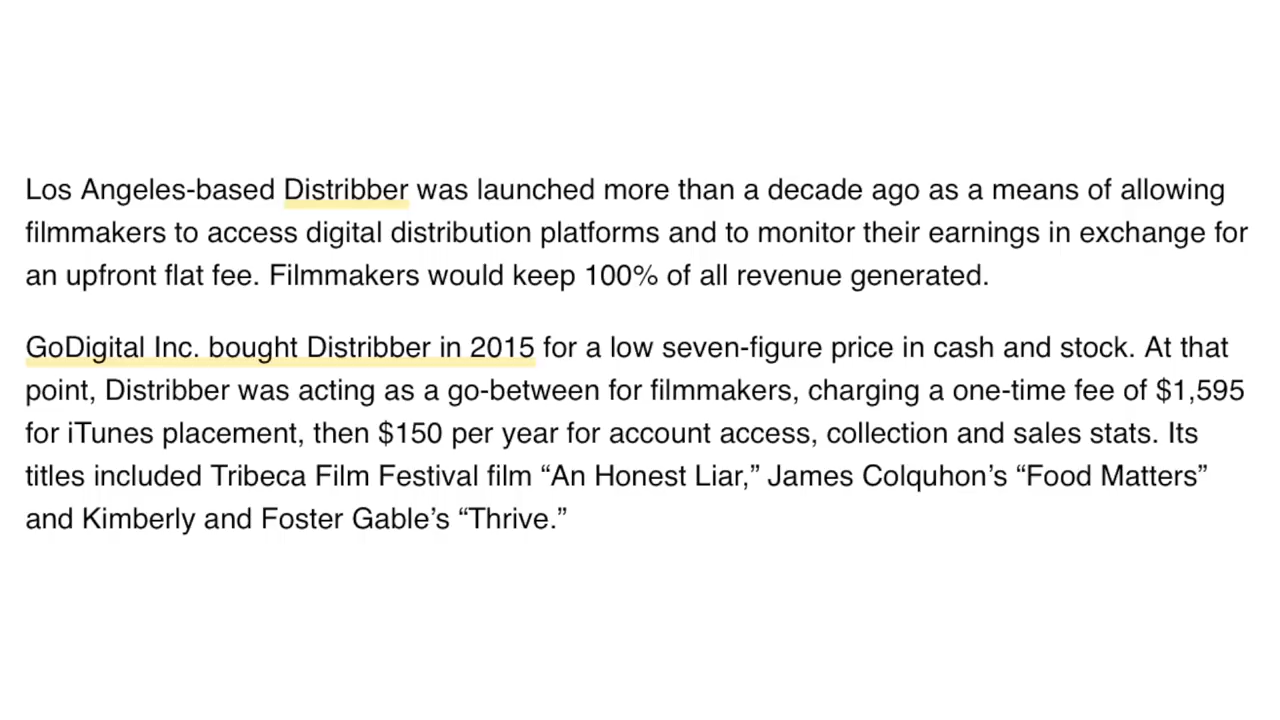 Los Angeles-based Distribber was launched more than a decade ago as a means of allowing
filmmakers to access digital distribution platforms and to monitor their earnings in exchange for
an upfront flat fee. Filmmakers would keep 100% of all revenue generated.
GoDigital Inc. bought Distribber in 2015 for a low seven-figure price in cash and stock. At that
point, Distribber was acting as a go-between for filmmakers, charging a one-time fee of $1,595
for iTunes placement, then $150 per year for account access, collection and sales stats. Its
titles included Tribeca Film Festival film “An Honest Liar,” James Colquhon’s “Food Matters”
and Kimberly and Foster Gable’s “Thrive.”